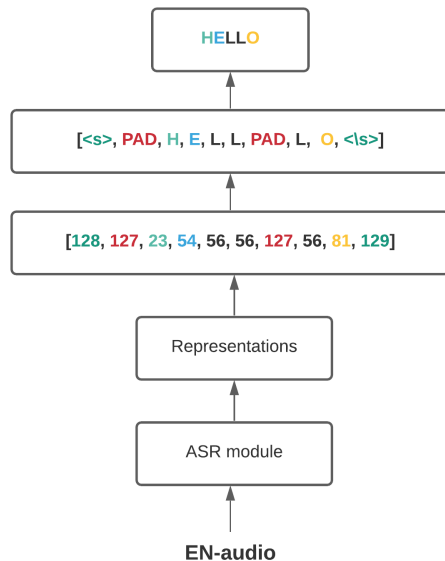 HELLO
[<s>, PAD, H, E, L, L, PAD, L, O, <\s>]
[128, 127, 23, 54, 56, 56, 127, 56, 81, 129]
Representations
ASR module
EN-audio